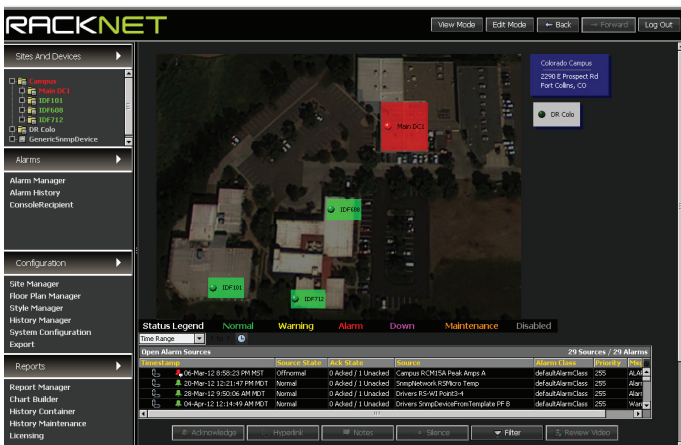 RACKNET
View Mode
Edit Mode
Back
Forward
Log Out
Sites And Devices
Campus
Main DC1
IDF101
IDF608
IDF712
DR Colo
GenericSnmpDevice
Alarms
Alarm Manager
Alarm History
ConsoleRecipient
Configuration
Site Manager
Floor Plan Manager
Style Manager
History Manager
System Configuration
Export
Reports
Report Manager
Chart Builder
History Container
History Maintenance
Licensing
Colorado Campus
2290 E Prospect Rd
Fort Collins, CO
DR Colo
Main DC1
IDF608
IDF101
IDF712
Status Legend Normal Warning Alarm Down Maintenance Disabled
Time Range
Open Alarm Sources 29 Sources / 29 Alarms
Timestamp Source State Ack State Source Alarm Class Priority
06-Mar-12 8:58:23 PM MST Offnormal 0 Acked / 1 Unacked Campus RCM15A Peak Amps A defaultAlarmClass 255
20-Mar-12 12:21:47 PM MDT Normal 0 Acked / 1 Unacked SnmpNetwork RSMicro Temp defaultAlarmClass 255
28-Mar-12 9:50:06 AM MDT Normal 0 Acked / 1 Unacked Drivers RS-WI Point3-4 defaultAlarmClass 255
04-Apr-12 12:14:49 AM MDT Normal 0 Acked / 1 Unacked Drivers SnmpDeviceFromTemplate PF B defaultAlarmClass 255
Acknowledge Hyperlink Notes Silence Filter Review Video